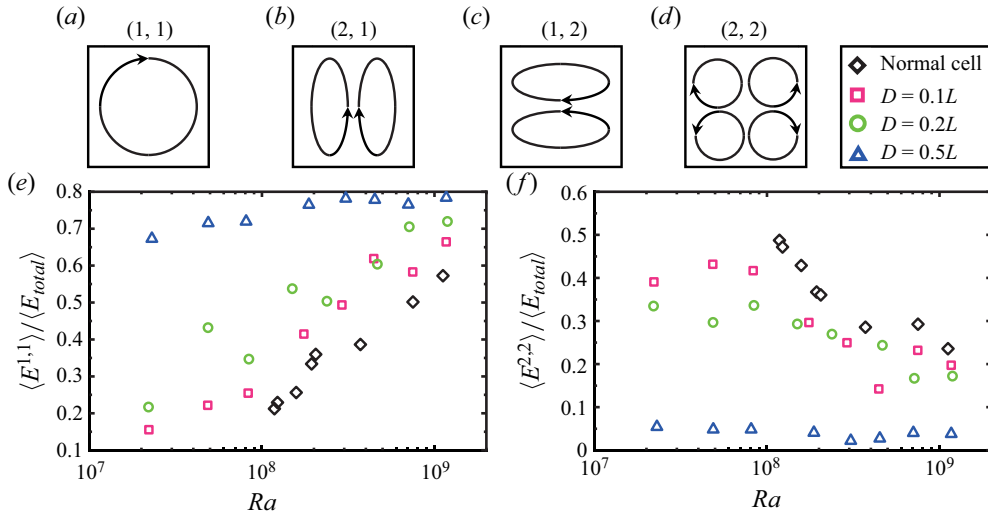 (a) (b) (c) (d)
(1, 1) (2, 1) (1, 2) (2, 2)
Normal cell
D = 0.1L
D = 0.2L
D = 0.5L
(e) (f)
0.8
0.7
0.6
0.5
0.4
0.3
0.2
0.1
⟨E^{1,1}⟩/⟨E_{total}⟩
10^7 10^8 10^9
Ra
0.6
0.5
0.4
0.3
0.2
0.1
0
⟨E^{2,2}⟩/⟨E_{total}⟩
10^7 10^8 10^9
Ra